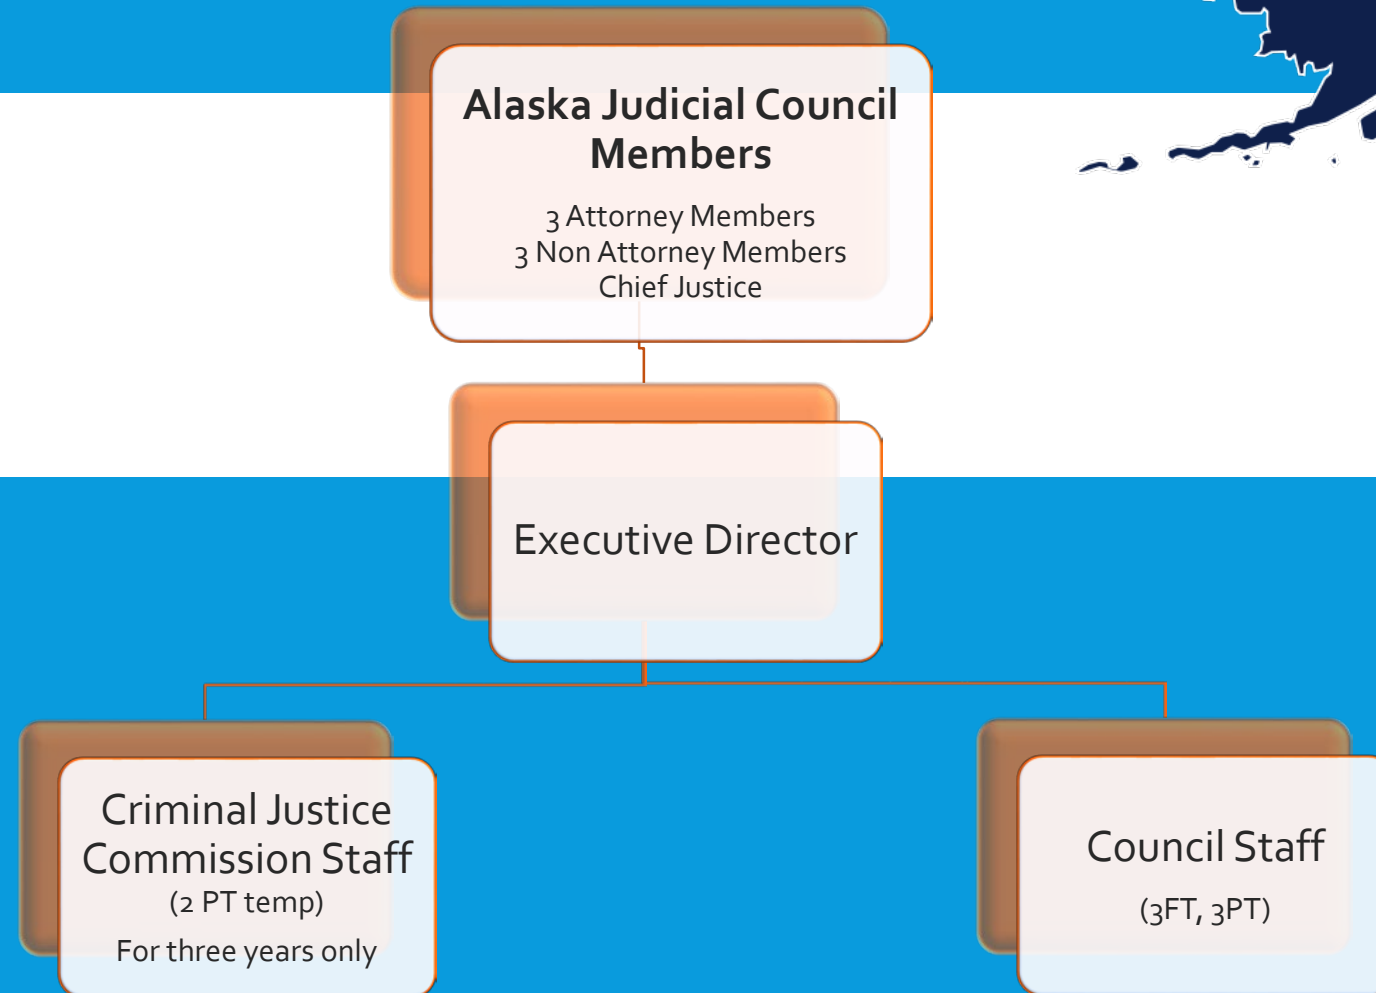 Alaska Judicial Council
Members
3 Attorney Members
3 Non Attorney Members
Chief Justice
Executive Director
Criminal Justice
Commission Staff
(2 PT temp)
For three years only
Council Staff
(3FT, 3PT)